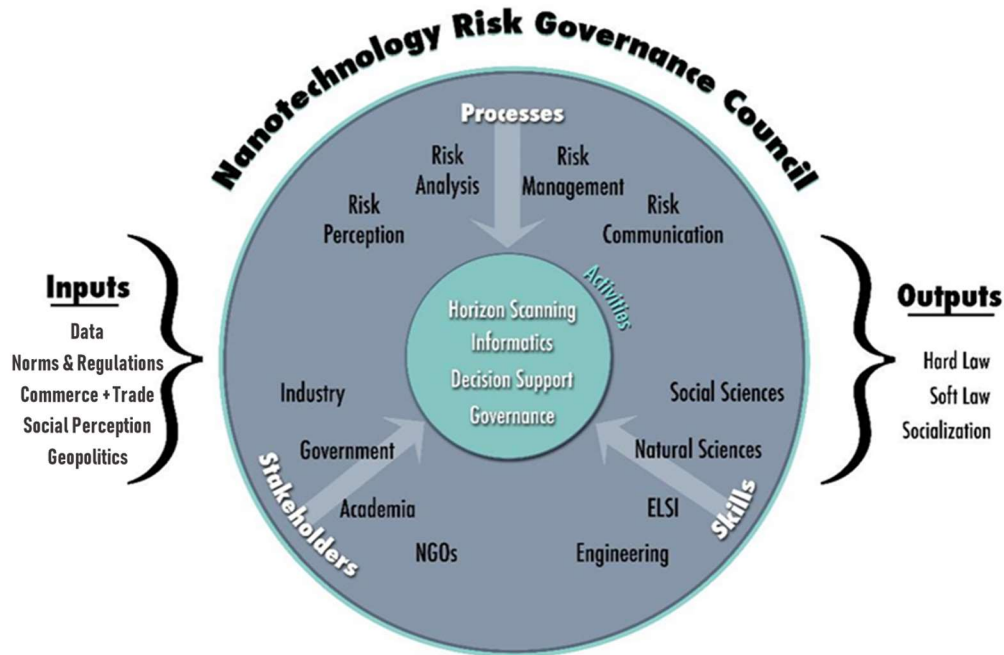 Nanotechnology Risk Governance Council
Processes
Risk
Analysis
Risk
Management
Risk
Perception
Risk
Communication
Inputs
Data
Norms & Regulations
Commerce + Trade
Social Perception
Geopolitics
Activities
Horizon Scanning
Informatics
Decision Support
Governance
Outputs
Hard Law
Soft Law
Socialization
Industry
Government
Academia
NGOs
Stakeholders
Social Sciences
Natural Sciences
ELSI
Engineering
Skills